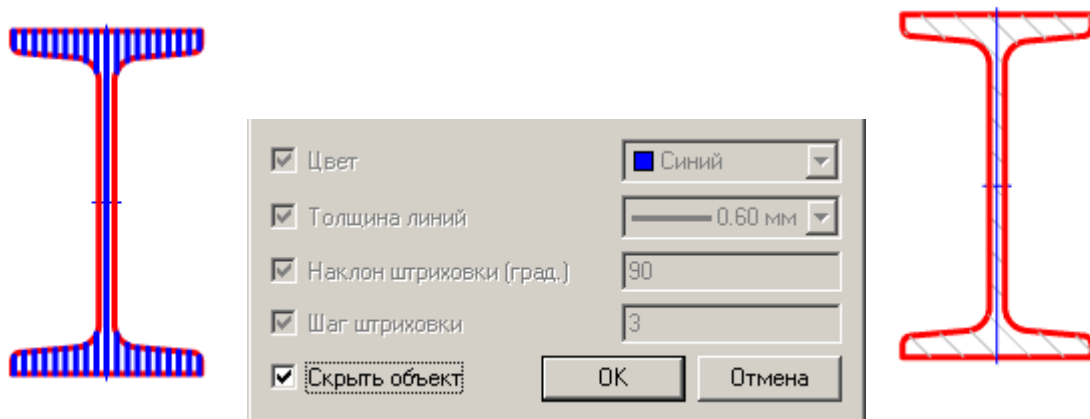 Цвет Синий
Толщина линий 0.60 мм
Наклон штриховки (град.) 90
Шаг штриховки 3
Скрыть объект OK Отмена